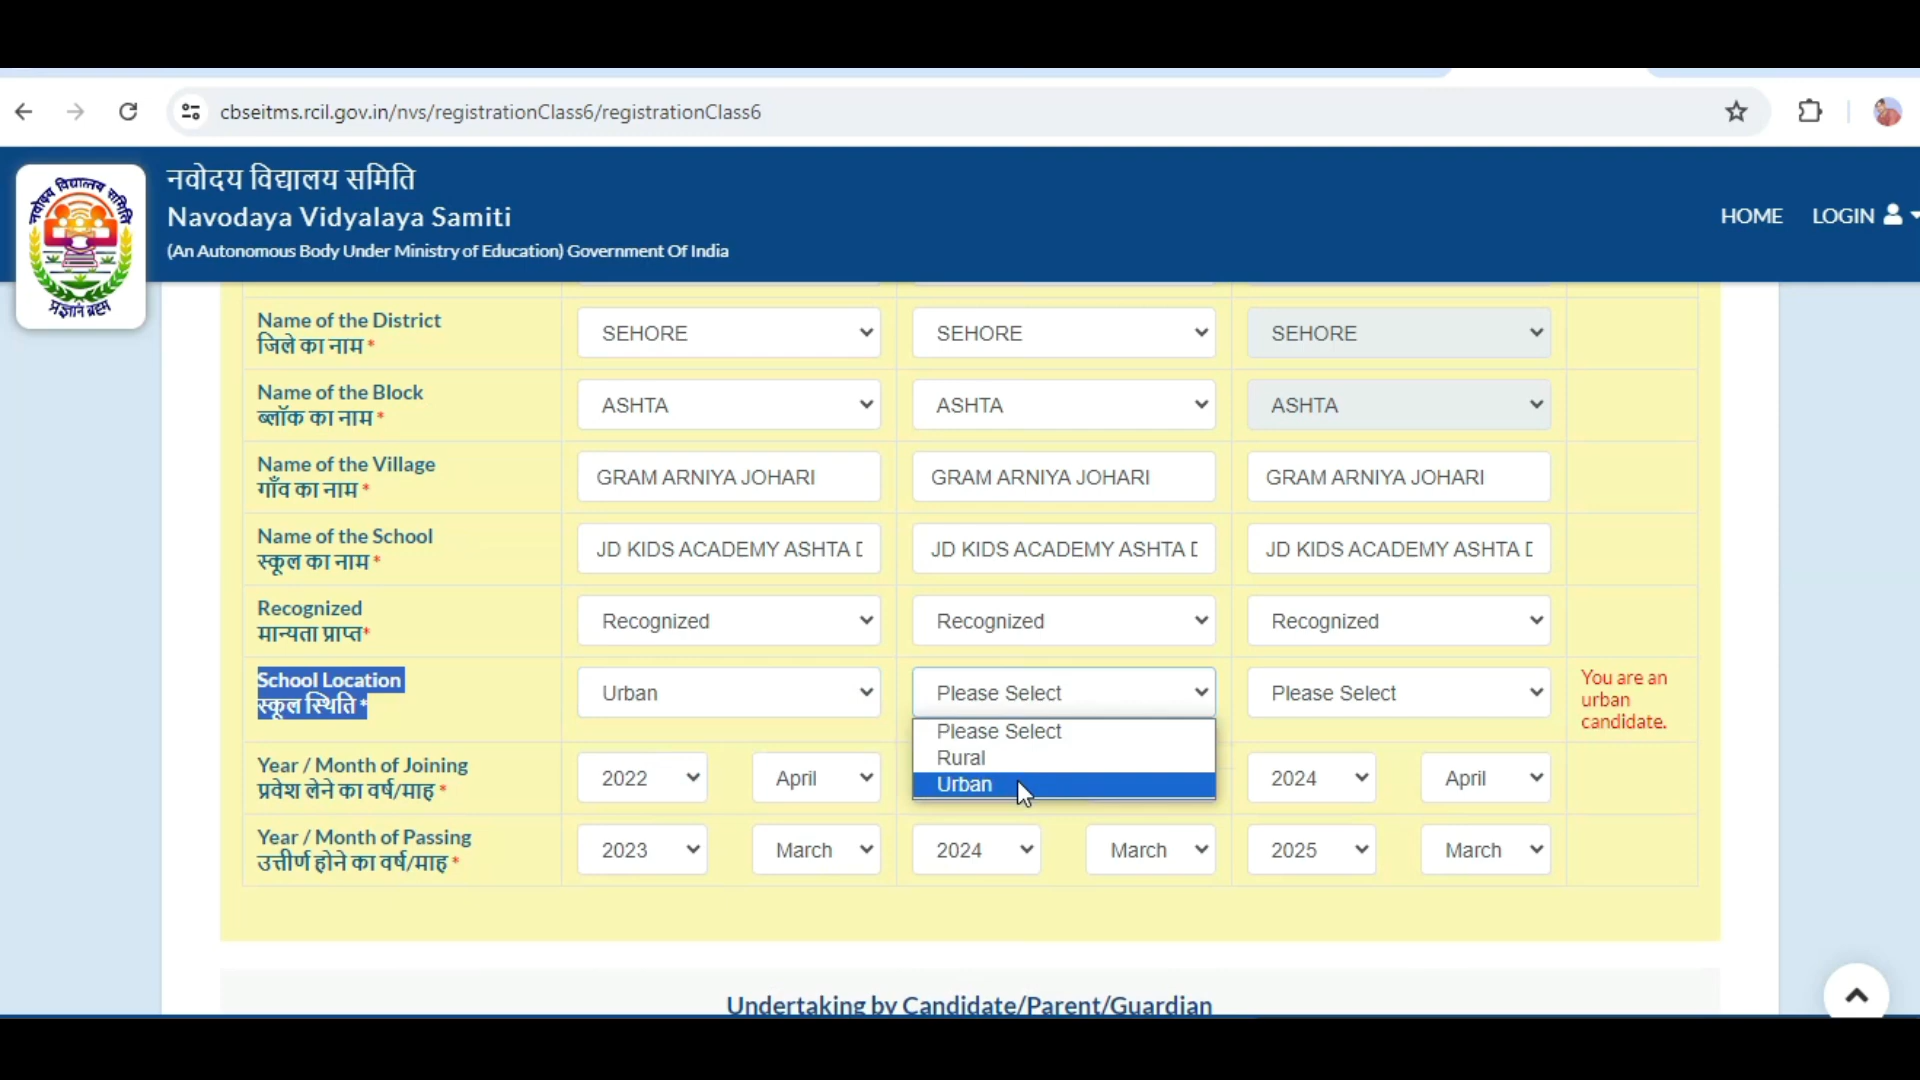 cbseitms.rcil.gov.in/nvs/registrationClass6/registrationClass6
नवोदय विद्यालय समिति
Navodaya Vidyalaya Samiti
(An Autonomous Body Under Ministry of Education) Government Of India
HOME LOGIN
नवोदय विद्यालय समिति
प्रज्ञानं ब्रह्म
Name of the District
जिले का नाम *
SEHORE SEHORE SEHORE
Name of the Block
ब्लॉक का नाम *
ASHTA ASHTA ASHTA
Name of the Village
गाँव का नाम *
GRAM ARNIYA JOHARI GRAM ARNIYA JOHARI GRAM ARNIYA JOHARI
Name of the School
स्कूल का नाम *
JD KIDS ACADEMY ASHTA D JD KIDS ACADEMY ASHTA D JD KIDS ACADEMY ASHTA D
Recognized
मान्यता प्राप्त*
Recognized Recognized Recognized
School Location
स्कूल स्थिति *
Urban Please Select Please Select
You are an
urban
candidate.
Please Select
Rural
Urban
Year / Month of Joining
प्रवेश लेने का वर्ष/माह *
2022 April 2024 April
Year / Month of Passing
उत्तीर्ण होने का वर्ष/माह *
2023 March 2024 March 2025 March
Undertaking by Candidate/Parent/Guardian